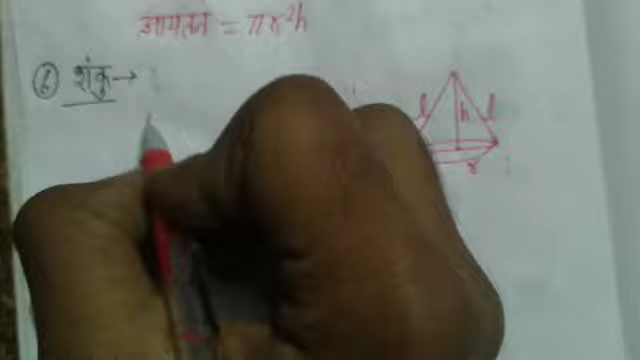 आयतन = πr²h
(6) शंकु →
l h l
r